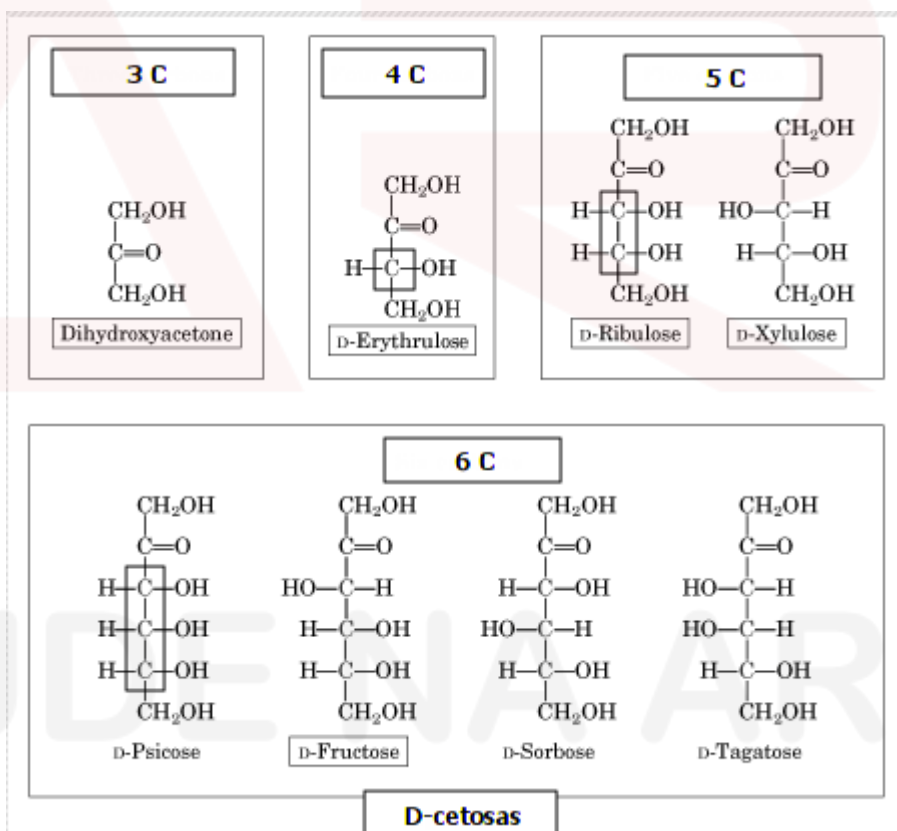 3 C
CH₂OH
C=O
CH₂OH
Dihydroxyacetone
4 C
CH₂OH
C=O
H–C–OH
CH₂OH
D-Erythrulose
5 C
CH₂OH
C=O
H–C–OH
H–C–OH
CH₂OH
D-Ribulose
CH₂OH
C=O
HO–C–H
H–C–OH
CH₂OH
D-Xylulose
6 C
CH₂OH
C=O
H–C–OH
H–C–OH
H–C–OH
CH₂OH
D-Psicose
CH₂OH
C=O
HO–C–H
H–C–OH
H–C–OH
CH₂OH
D-Fructose
CH₂OH
C=O
H–C–OH
HO–C–H
H–C–OH
CH₂OH
D-Sorbose
CH₂OH
C=O
HO–C–H
HO–C–H
H–C–OH
CH₂OH
D-Tagatose
D-cetosas